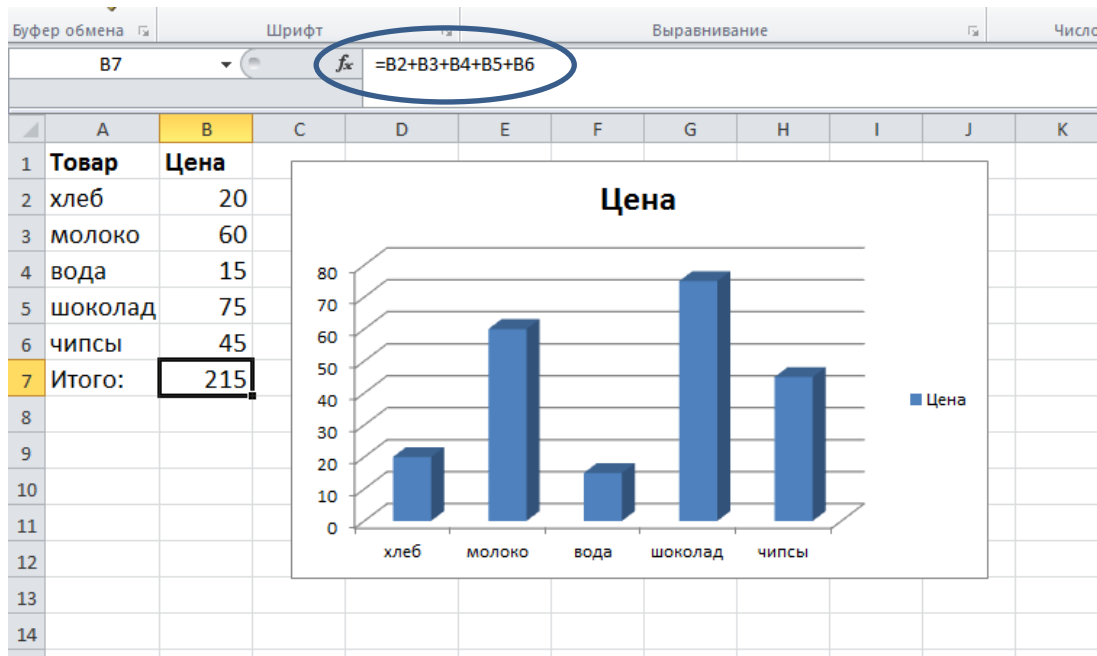 Буфер обмена Шрифт Выравнивание Число
B7 fx =B2+B3+B4+B5+B6
A B C D E F G H I J K
1 Товар Цена
2 хлеб 20
3 молоко 60
4 вода 15
5 шоколад 75
6 чипсы 45
7 Итого: 215
8
9
10
11
12
13
14
Цена
80
70
60
50
40
30
20
10
0
хлеб молоко вода шоколад чипсы
Цена